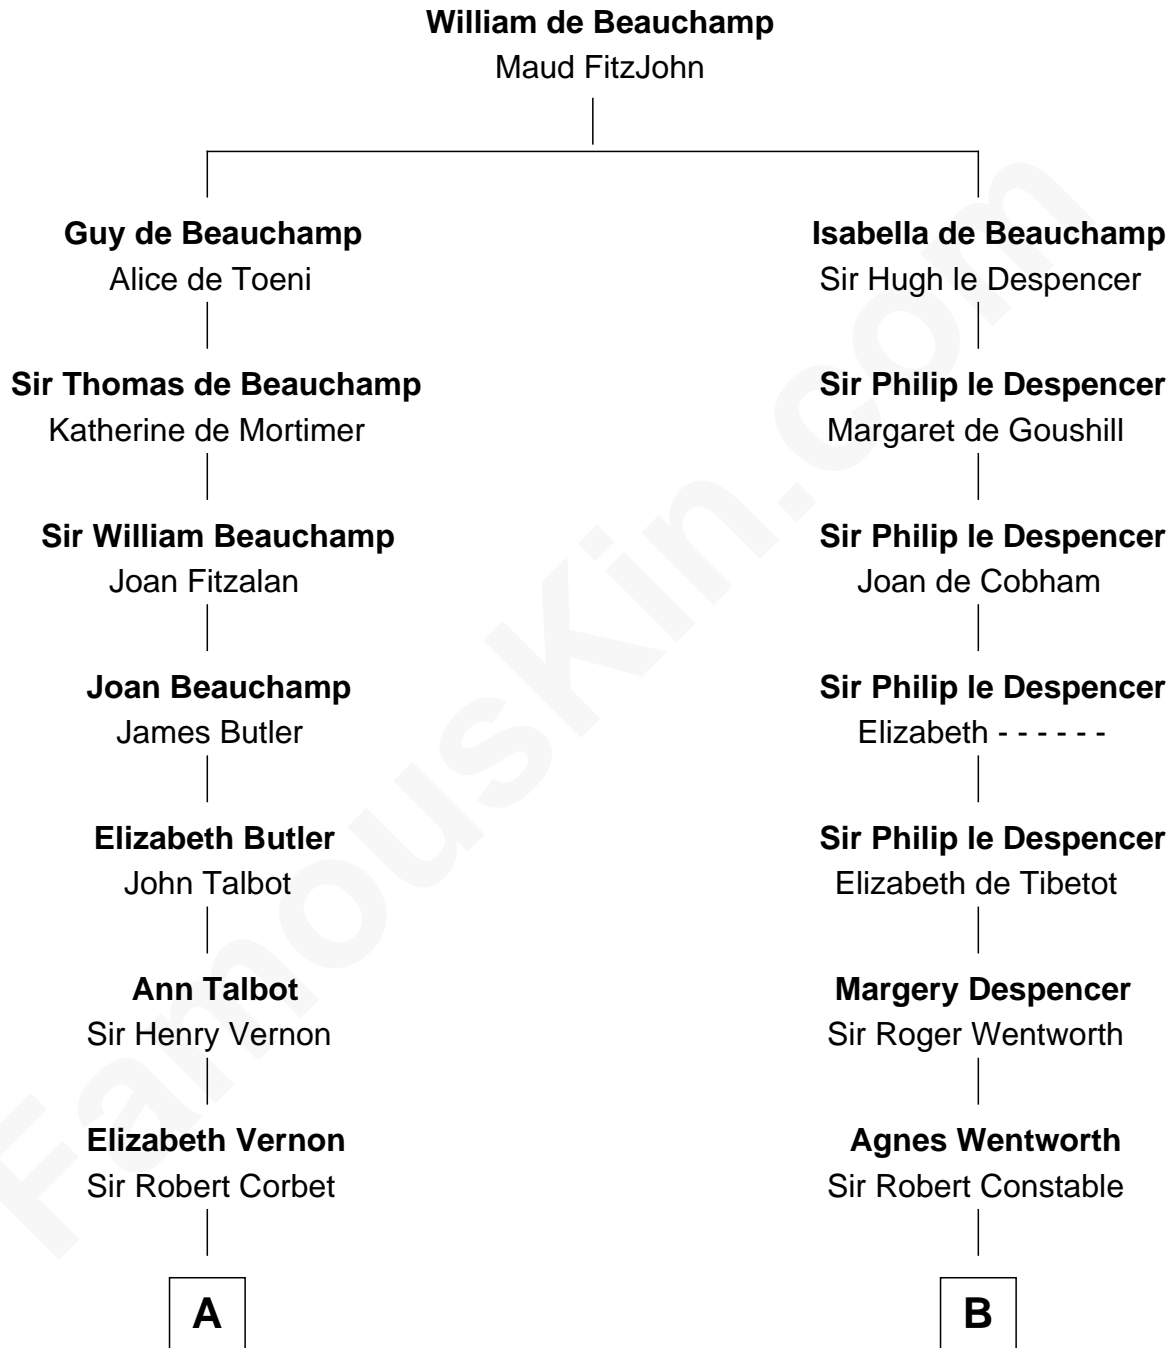 William de Beauchamp
Maud FitzJohn
Guy de Beauchamp
Alice de Toeni
Isabella de Beauchamp
Sir Hugh le Despencer
Sir Thomas de Beauchamp
Katherine de Mortimer
Sir Philip le Despencer
Margaret de Goushill
Sir William Beauchamp
Joan Fitzalan
Sir Philip le Despencer
Joan de Cobham
Joan Beauchamp
James Butler
Sir Philip le Despencer
Elizabeth - - - - - -
Elizabeth Butler
John Talbot
Sir Philip le Despencer
Elizabeth de Tibetot
Ann Talbot
Sir Henry Vernon
Margery Despencer
Sir Roger Wentworth
Elizabeth Vernon
Sir Robert Corbet
Agnes Wentworth
Sir Robert Constable
A
B
FamousKin.com